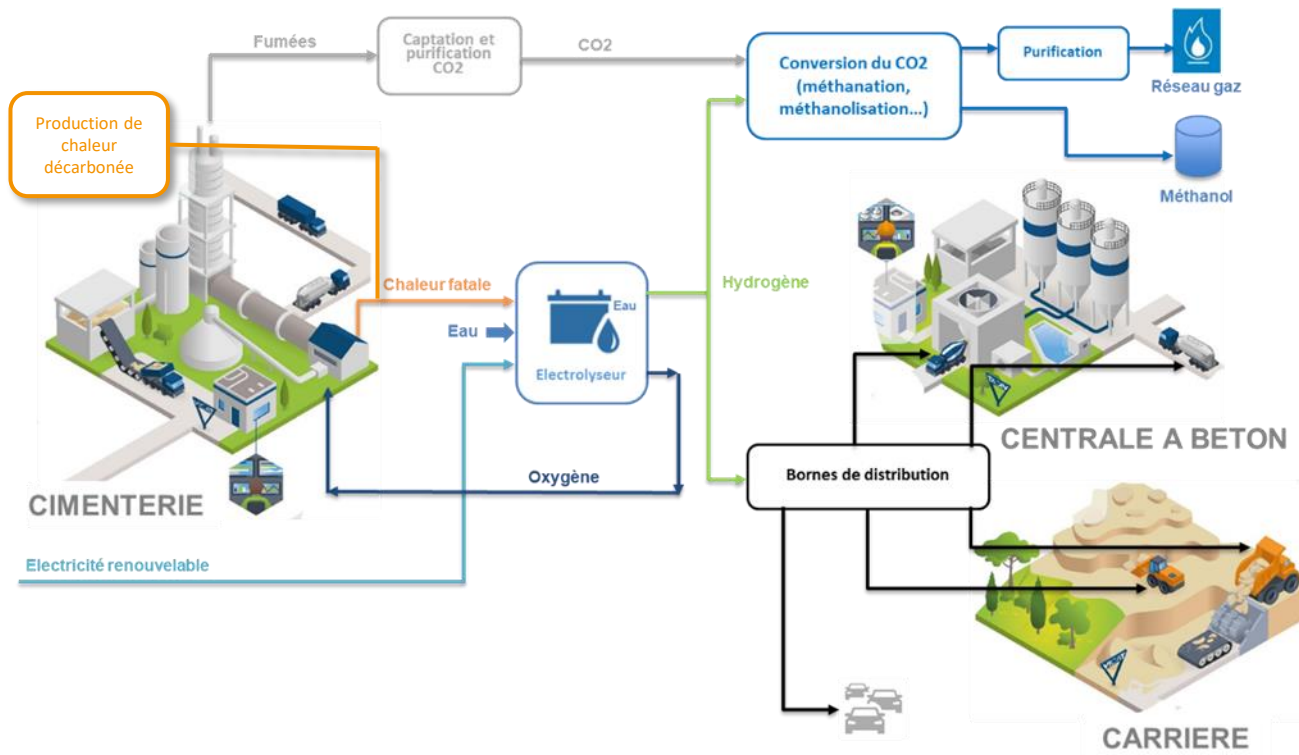 Fumées
Captation et
purification
CO2
CO2
Conversion du CO2
(méthanation,
méthanolisation...)
Purification
Réseau gaz
Méthanol
Production de
chaleur
décarbonée
Chaleur fatale
Eau
Eau
Electrolyseur
Hydrogène
Oxygène
CIMENTERIE
Electricité renouvelable
CENTRALE A BETON
Bornes de distribution
CARRIERE